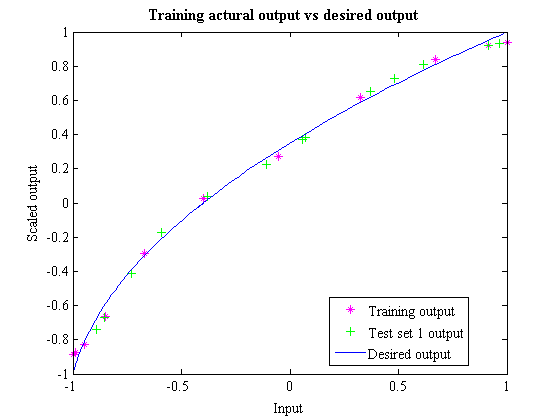 Training actural output vs desired output
1
0.8
0.6
0.4
0.2
0
-0.2
-0.4
-0.6
-0.8
-1
Scaled output
-1
-0.5
0
0.5
1
Input
Training output
Test set 1 output
Desired output